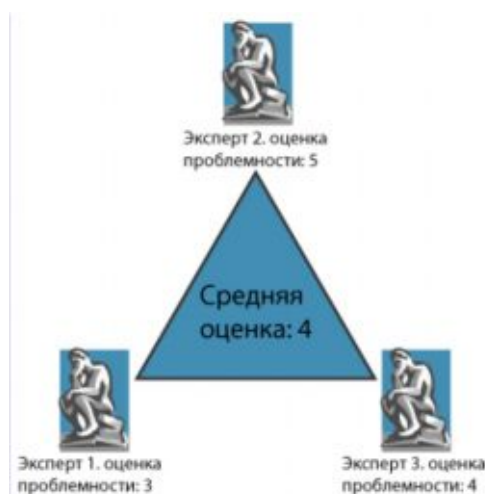 Эксперт 2. оценка
проблемности: 5
Средняя
оценка: 4
Эксперт 1. оценка
проблемности: 3
Эксперт 3. оценка
проблемности: 4